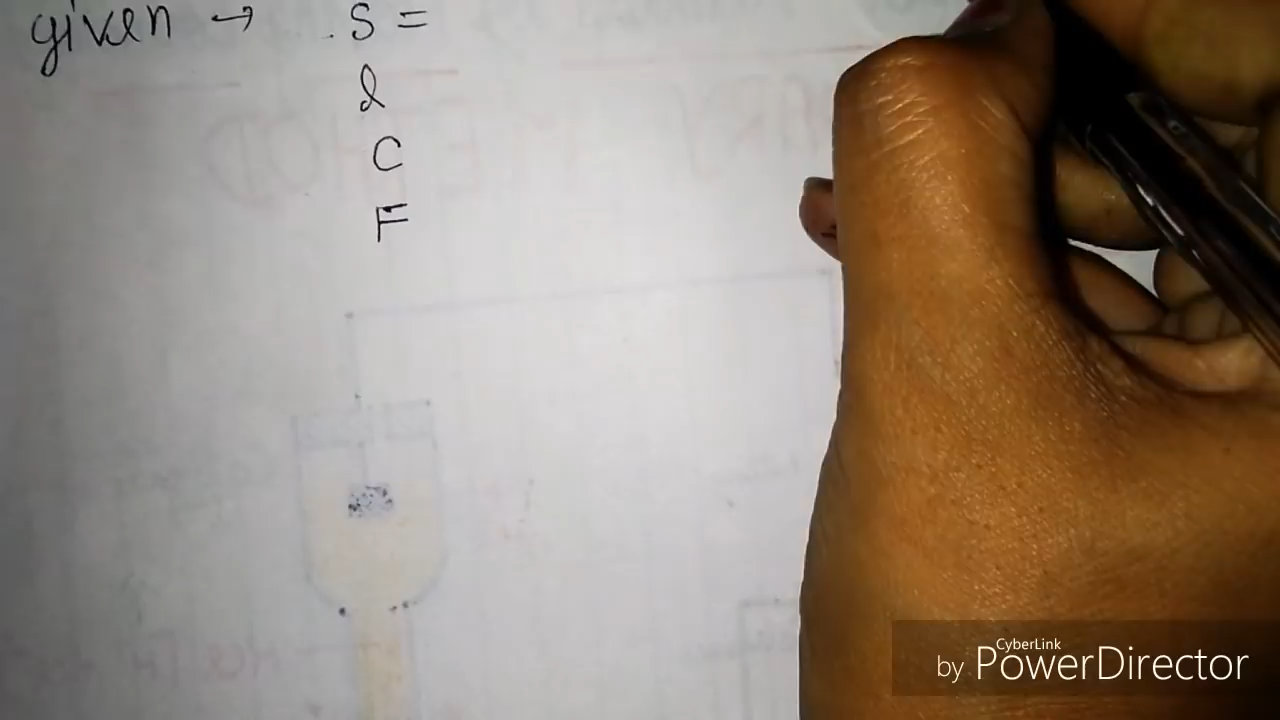 given → S =
l
C
F
CyberLink
by PowerDirector